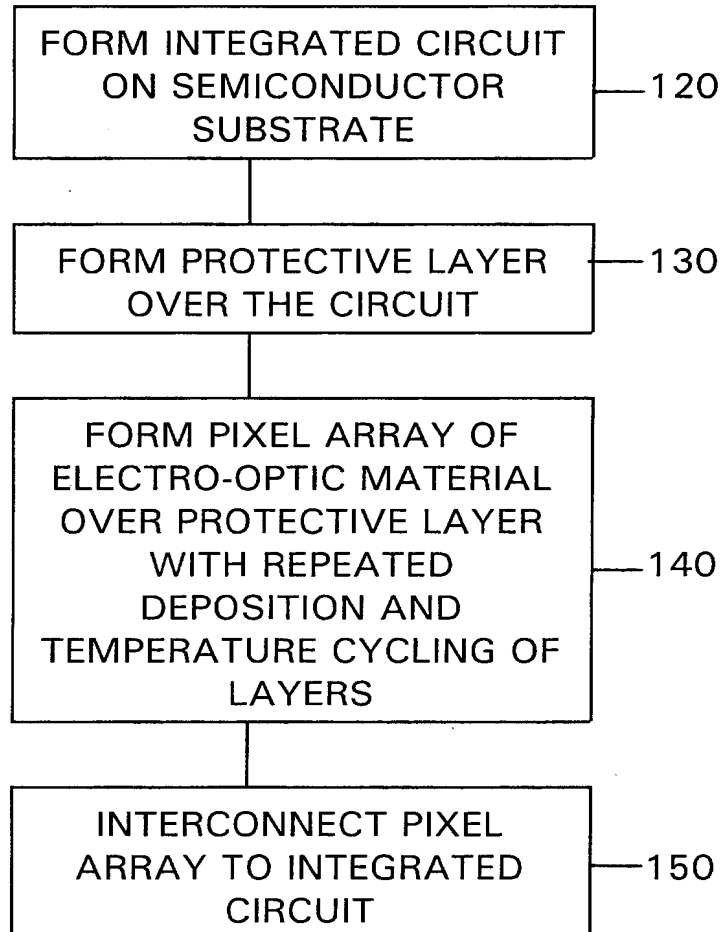 FORM INTEGRATED CIRCUIT
ON SEMICONDUCTOR
SUBSTRATE
120
FORM PROTECTIVE LAYER
OVER THE CIRCUIT
130
FORM PIXEL ARRAY OF
ELECTRO-OPTIC MATERIAL
OVER PROTECTIVE LAYER
WITH REPEATED
DEPOSITION AND
TEMPERATURE CYCLING OF
LAYERS
140
INTERCONNECT PIXEL
ARRAY TO INTEGRATED
CIRCUIT
150